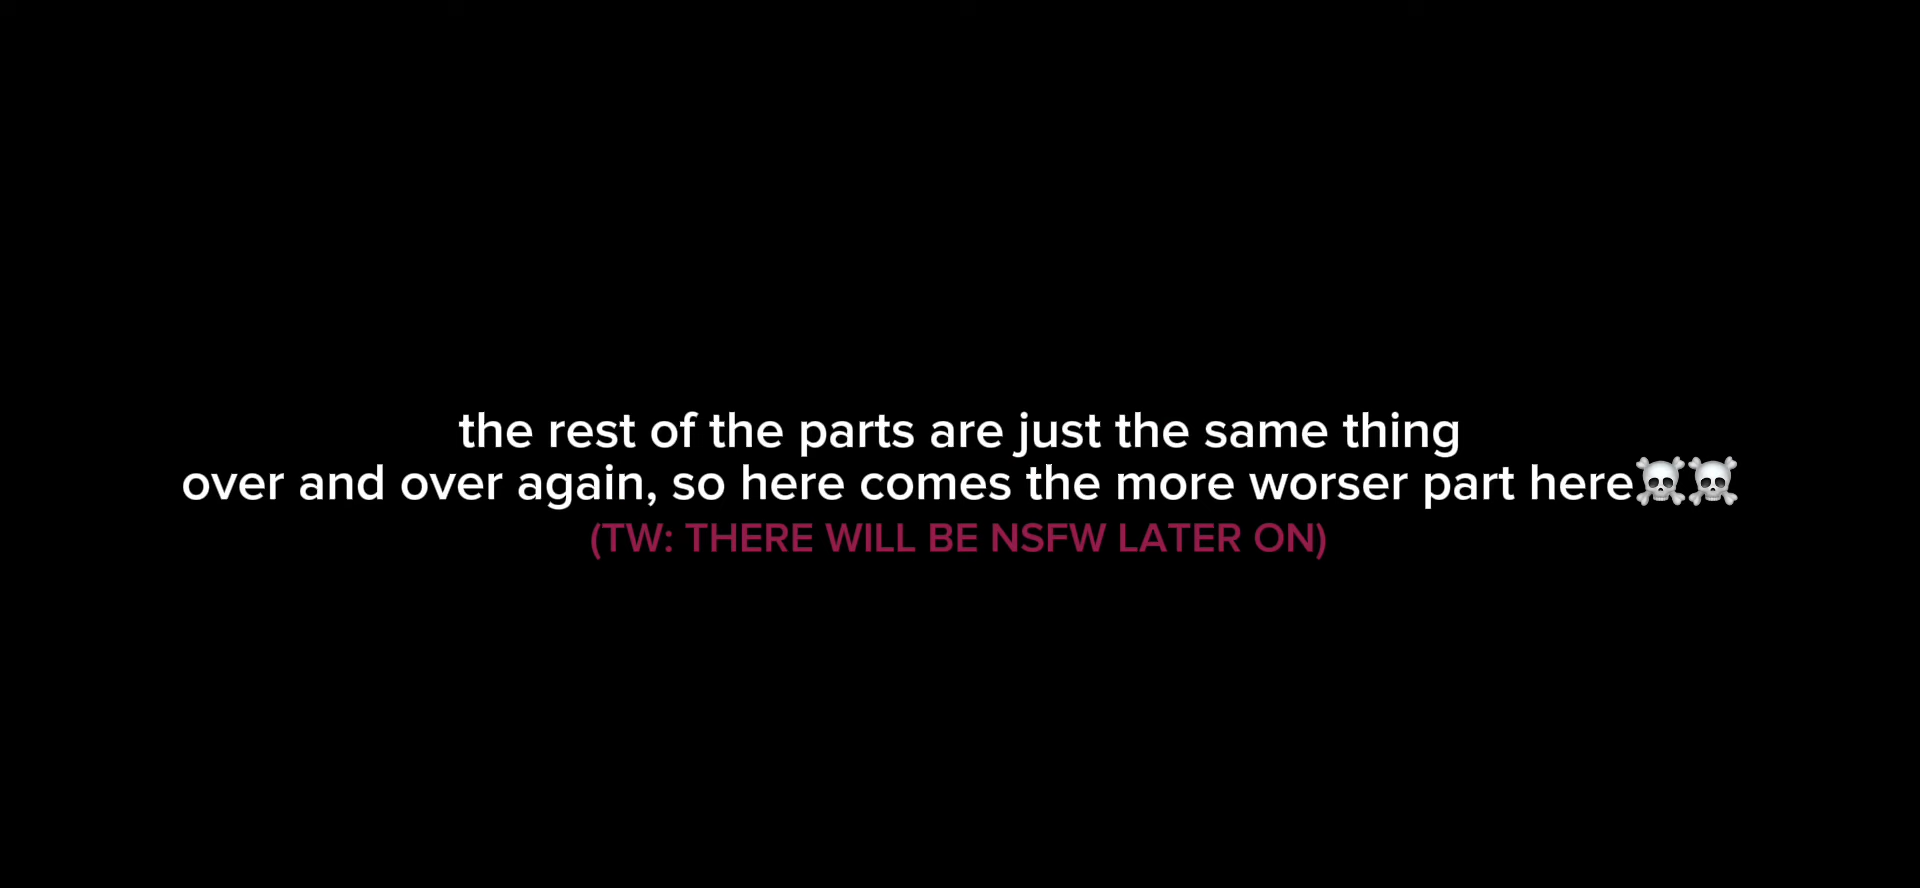 the rest of the parts are just the same thing
over and over again, so here comes the more worser part here☠️☠️
(TW: THERE WILL BE NSFW LATER ON)